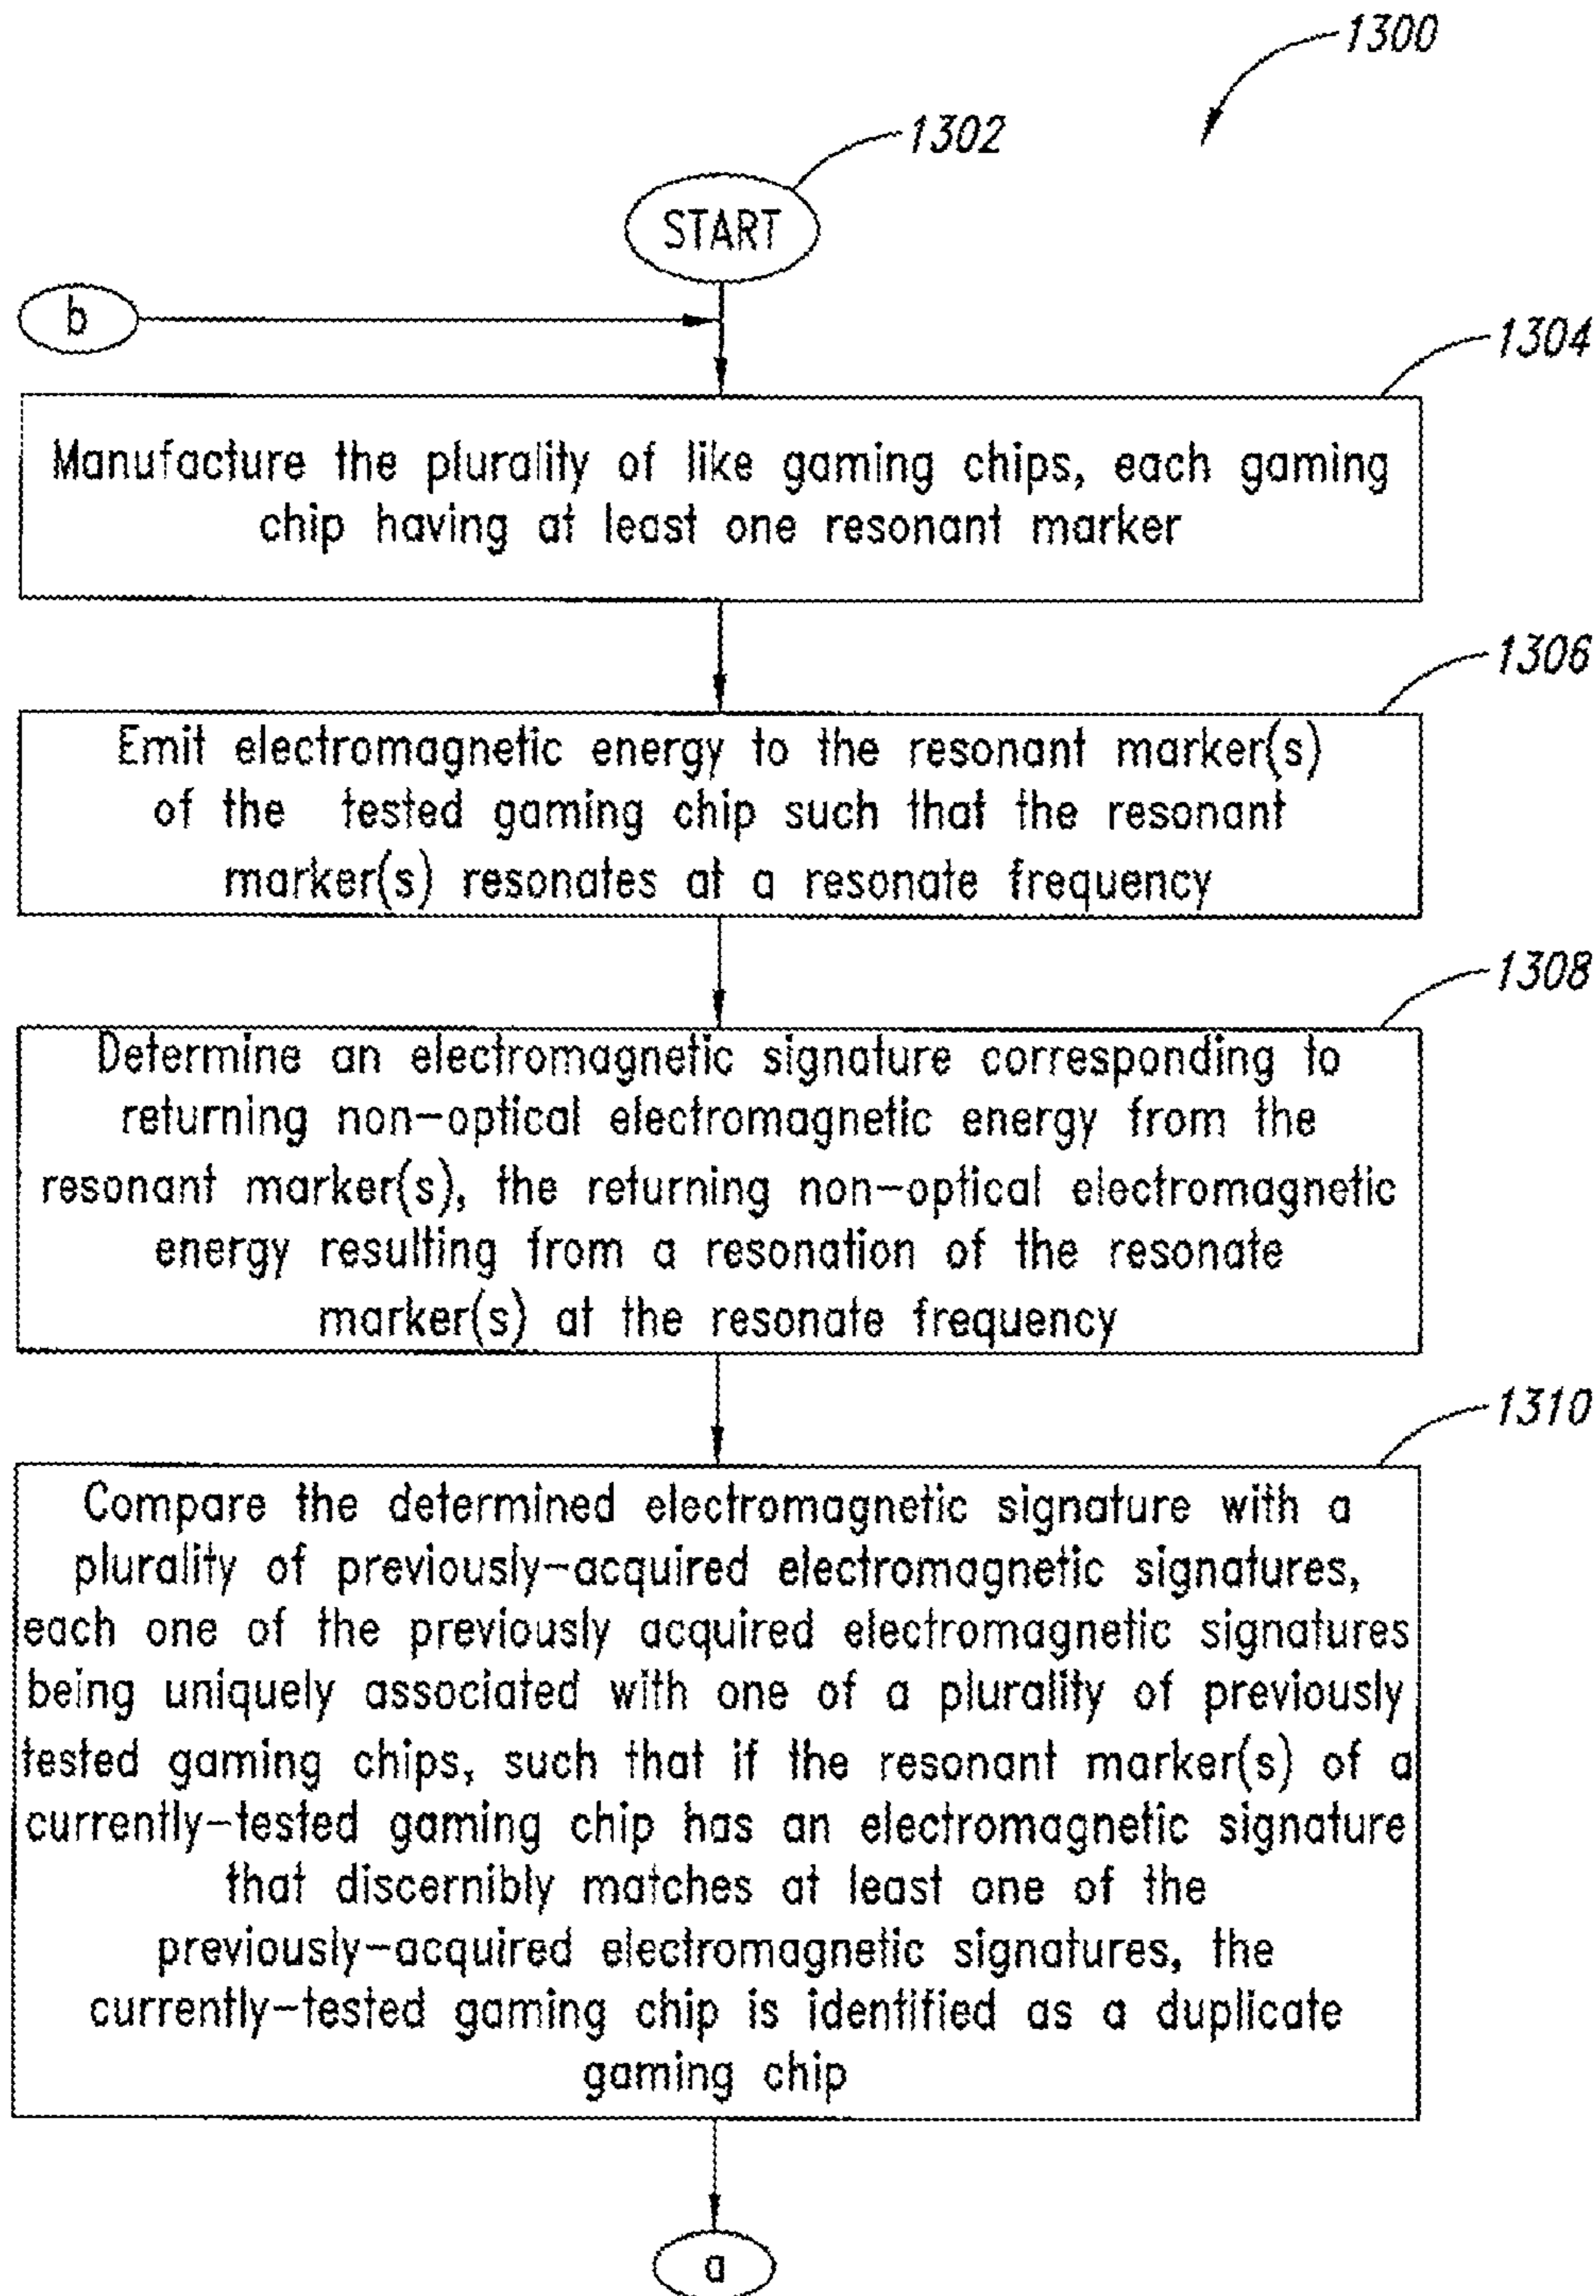 1300
1302
START
b
1304
Manufacture the plurality of like gaming chips, each gaming
chip having at least one resonant marker
1306
Emit electromagnetic energy to the resonant marker(s)
of the tested gaming chip such that the resonant
marker(s) resonates at a resonate frequency
1308
Determine an electromagnetic signature corresponding to
returning non-optical electromagnetic energy from the
resonant marker(s), the returning non-optical electromagnetic
energy resulting from a resonation of the resonate
marker(s) at the resonate frequency
1310
Compare the determined electromagnetic signature with a
plurality of previously-acquired electromagnetic signatures,
each one of the previously acquired electromagnetic signatures
being uniquely associated with one of a plurality of previously
tested gaming chips, such that if the resonant marker(s) of a
currently-tested gaming chip has an electromagnetic signature
that discernibly matches at least one of the
previously-acquired electromagnetic signatures, the
currently-tested gaming chip is identified as a duplicate
gaming chip
a